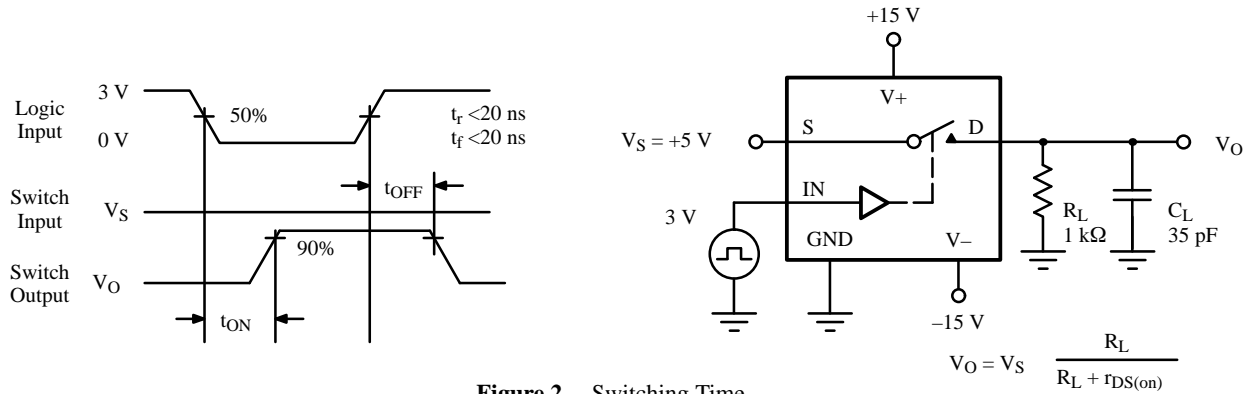 3 V
Logic
Input
0 V
50%
t_r <20 ns
t_f <20 ns
t_OFF
Switch
Input
V_S
90%
Switch
Output
V_O
t_ON
+15 V
V+
V_S = +5 V
S
D
V_O
IN
3 V
GND
V–
R_L
1 kΩ
C_L
35 pF
–15 V
V_O = V_S R_L / R_L + r_DS(on)
Figure 2. Switching Time